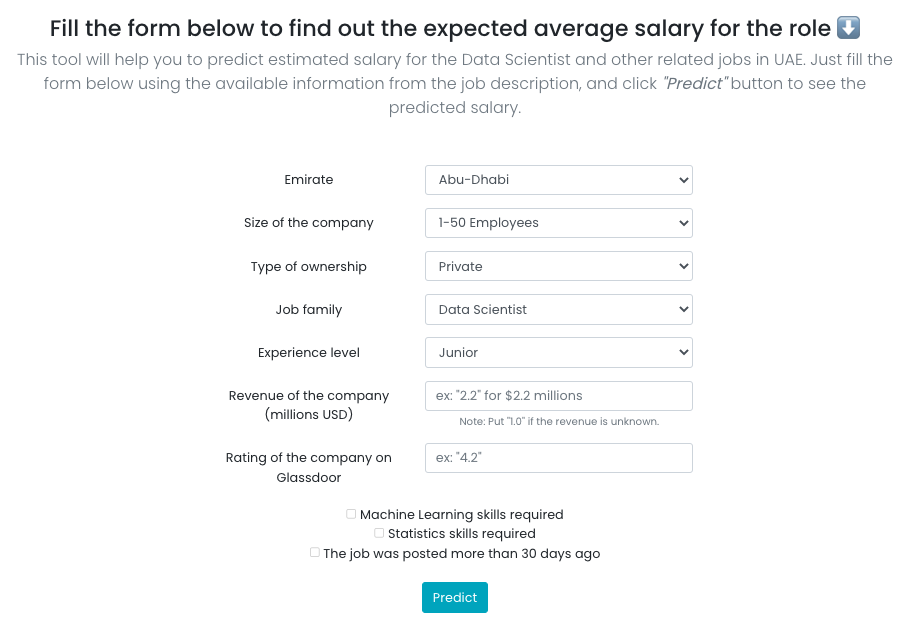 Fill the form below to find out the expected average salary for the role ⬇️
This tool will help you to predict estimated salary for the Data Scientist and other related jobs in UAE. Just fill the
form below using the available information from the job description, and click "Predict" button to see the
predicted salary.
Emirate
Abu-Dhabi
Size of the company
1-50 Employees
Type of ownership
Private
Job family
Data Scientist
Experience level
Junior
Revenue of the company
(millions USD)
ex: "2.2" for $2.2 millions
Note: Put "1.0" if the revenue is unknown.
Rating of the company on
Glassdoor
ex: "4.2"
Machine Learning skills required
Statistics skills required
The job was posted more than 30 days ago
Predict